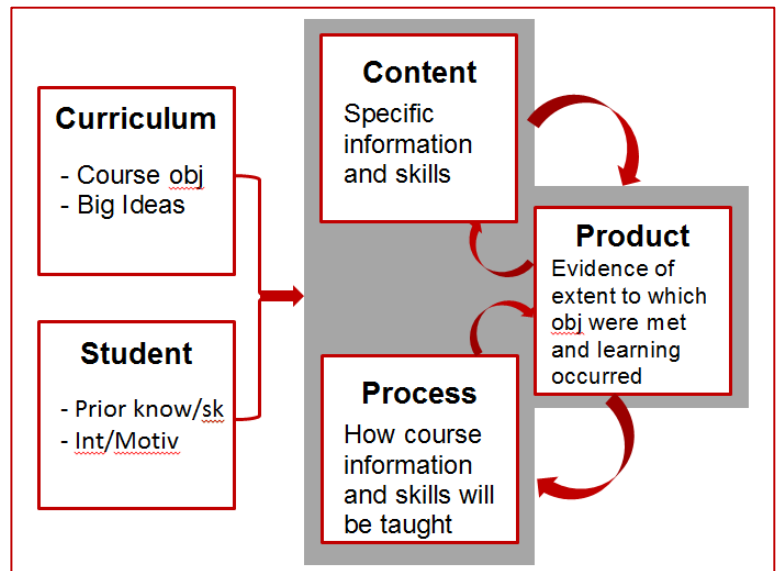 Curriculum
- Course obj
- Big Ideas
Student
- Prior know/sk
- Int/Motiv
Content
Specific
information
and skills
Product
Evidence of
extent to which
obj were met
and learning
occurred
Process
How course
information
and skills will
be taught